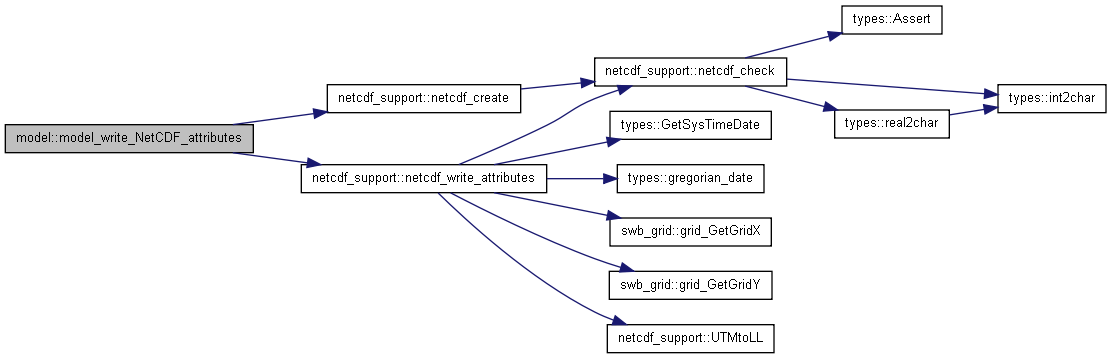 model::model_write_NetCDF_attributes
netcdf_support::netcdf_create
netcdf_support::netcdf_write_attributes
netcdf_support::netcdf_check
types::GetSysTimeDate
types::gregorian_date
swb_grid::grid_GetGridX
swb_grid::grid_GetGridY
netcdf_support::UTMtoLL
types::Assert
types::real2char
types::int2char